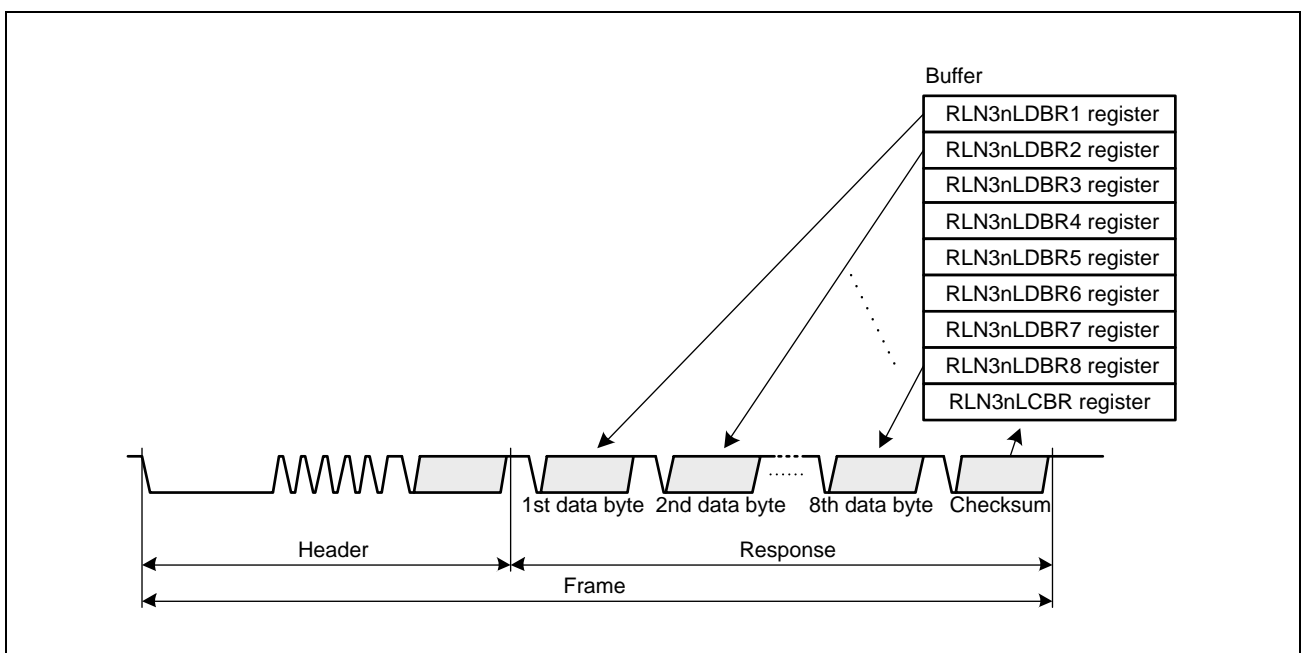 Buffer
RLN3nLDBR1 register
RLN3nLDBR2 register
RLN3nLDBR3 register
RLN3nLDBR4 register
RLN3nLDBR5 register
RLN3nLDBR6 register
RLN3nLDBR7 register
RLN3nLDBR8 register
RLN3nLCBR register
1st data byte 2nd data byte 8th data byte Checksum
Header Response
Frame